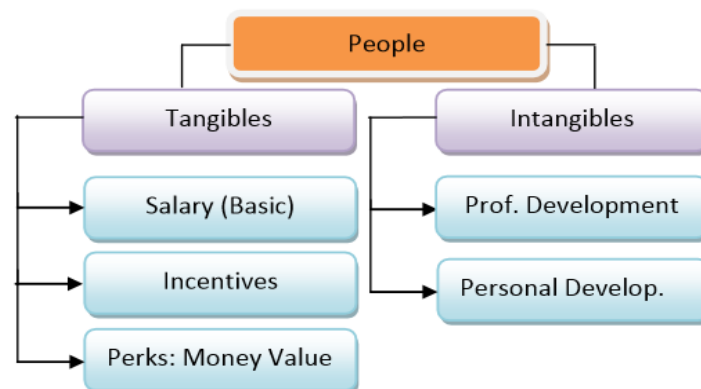 People
Tangibles
Intangibles
Salary (Basic)
Prof. Development
Incentives
Personal Develop.
Perks: Money Value